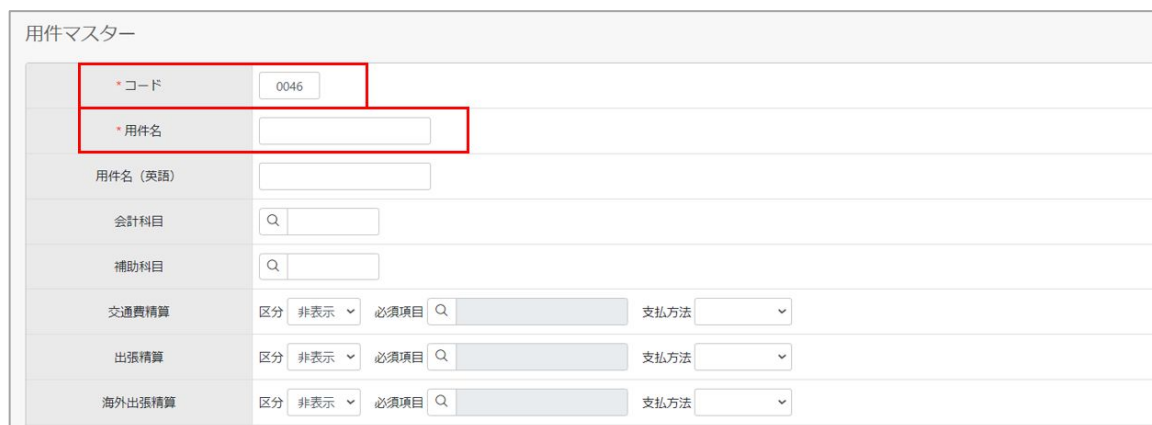 用件マスター
* コード 0046
* 用件名
用件名（英語）
会計科目
補助科目
交通費精算 区分 非表示 必須項目 支払方法
出張精算 区分 非表示 必須項目 支払方法
海外出張精算 区分 非表示 必須項目 支払方法